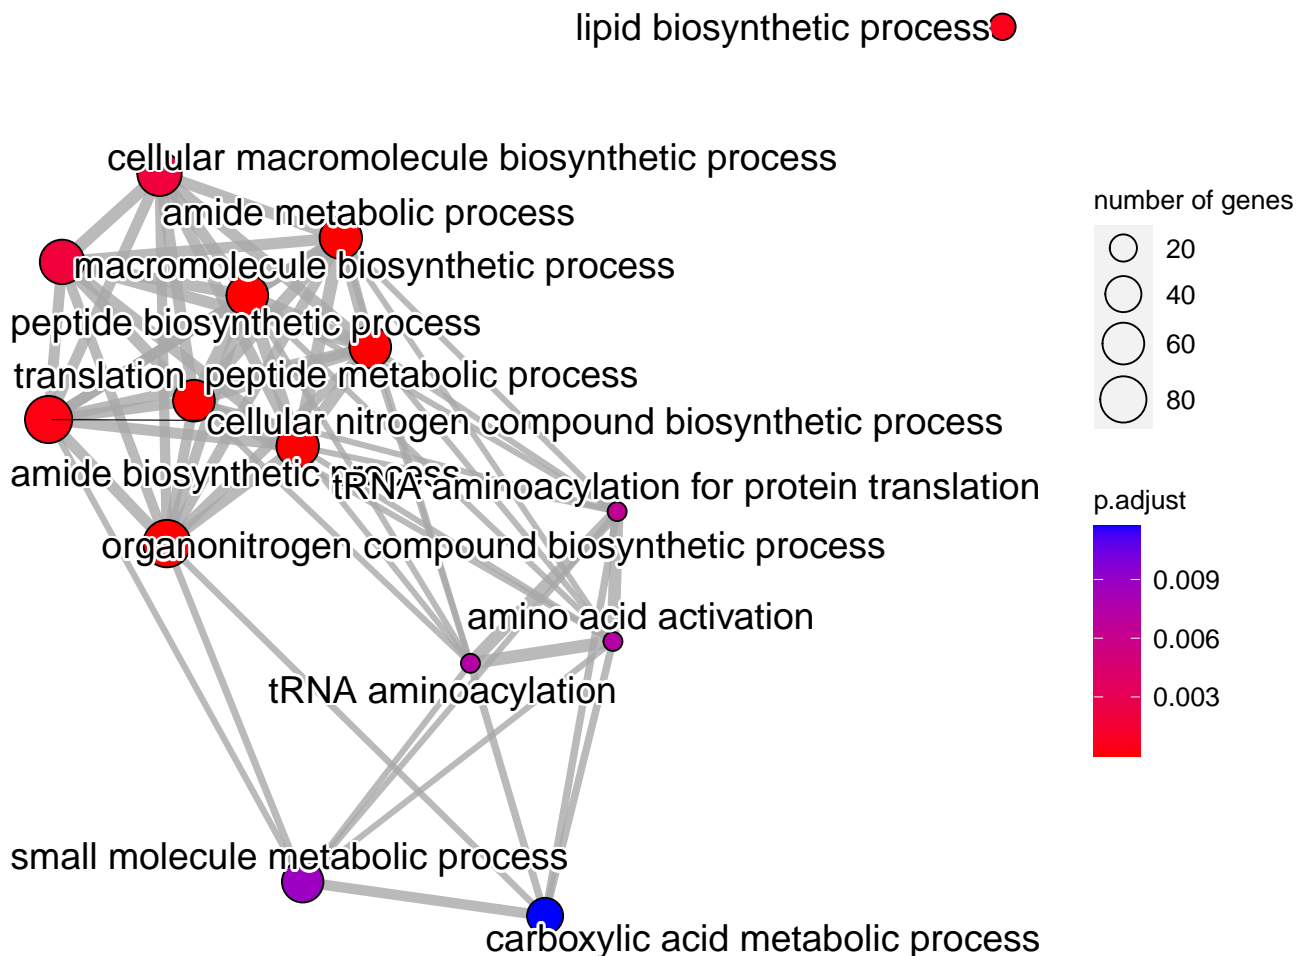 lipid biosynthetic process
cellular macromolecule biosynthetic process
amide metabolic process
macromolecule biosynthetic process
peptide biosynthetic process
translation
peptide metabolic process
cellular nitrogen compound biosynthetic process
amide biosynthetic process
tRNA aminoacylation for protein translation
organonitrogen compound biosynthetic process
amino acid activation
tRNA aminoacylation
small molecule metabolic process
carboxylic acid metabolic process
number of genes
20
40
60
80
p.adjust
0.009
0.006
0.003